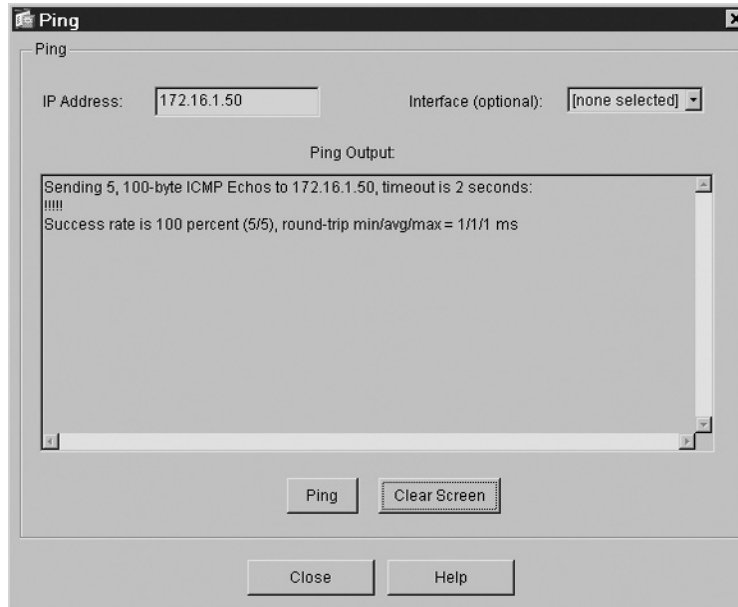 Ping
Ping
IP Address: 172.16.1.50 Interface (optional): [none selected]
Ping Output:
Sending 5, 100-byte ICMP Echos to 172.16.1.50, timeout is 2 seconds:
!!!!!
Success rate is 100 percent (5/5), round-trip min/avg/max = 1/1/1 ms
Ping Clear Screen
Close Help